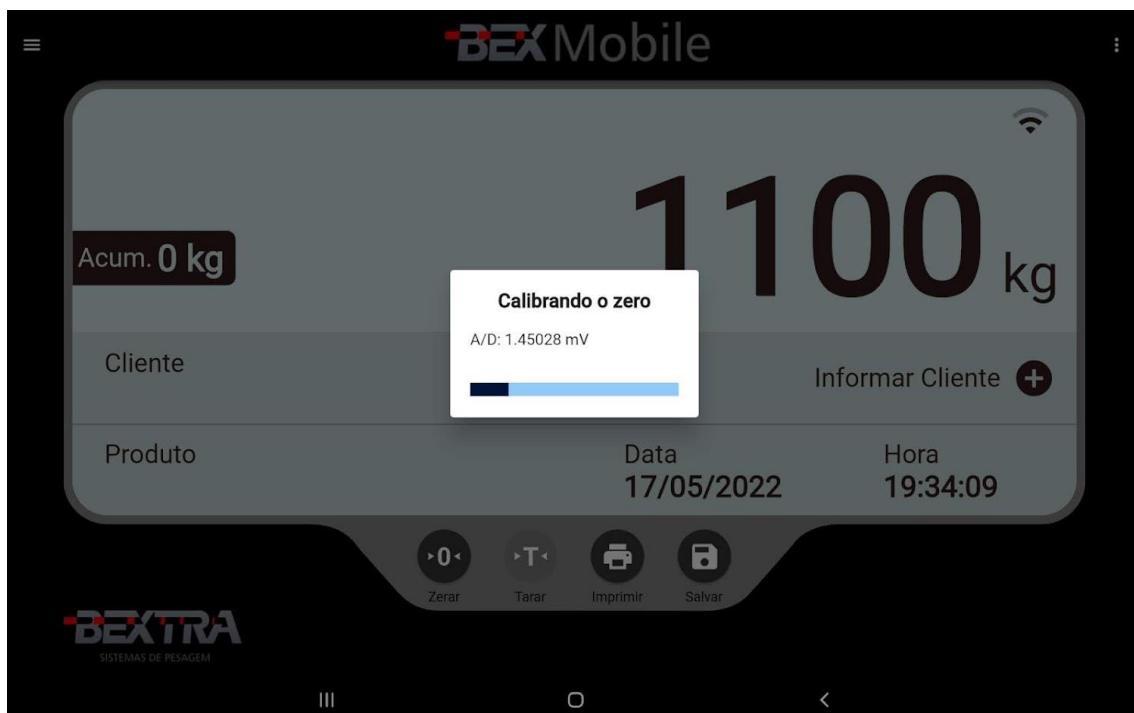 BEX Mobile
1100 kg
Acum. 0 kg
Calibrando o zero
A/D: 1.45028 mV
Cliente
Informar Cliente +
Produto
Data
17/05/2022
Hora
19:34:09
▸0◂
▸T◂
Zerar
Tarar
Imprimir
Salvar
BEXTRA
SISTEMAS DE PESAGEM